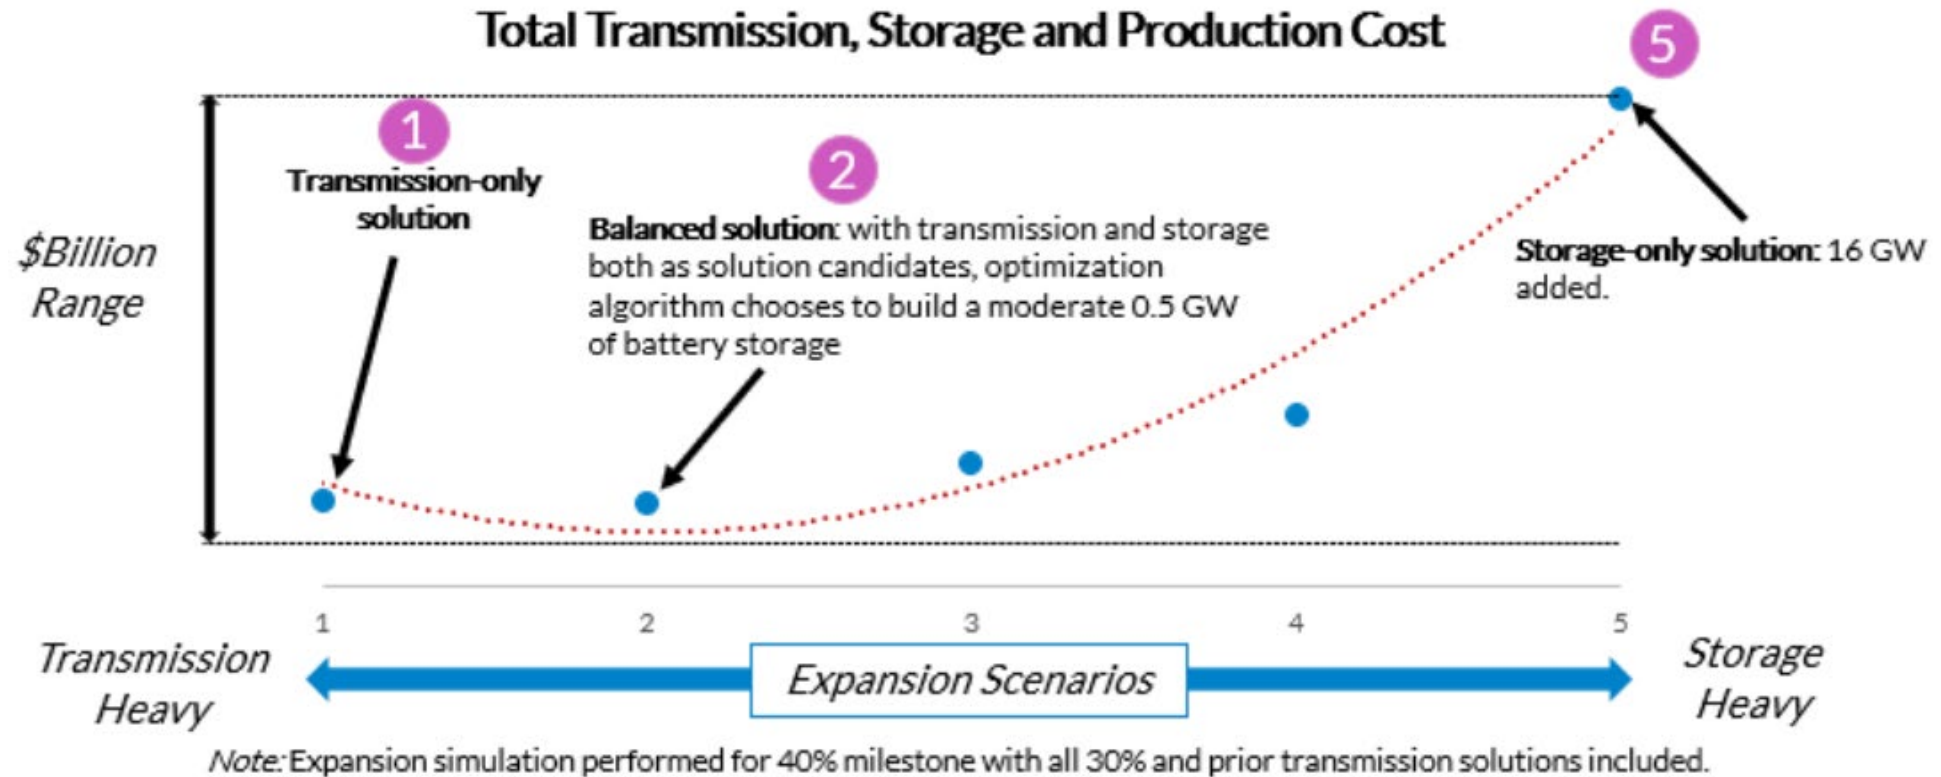 Total Transmission, Storage and Production Cost
5
1
Transmission-only
solution
2
Balanced solution: with transmission and storage
both as solution candidates, optimization
algorithm chooses to build a moderate 0.5 GW
of battery storage
$Billion
Range
Storage-only solution: 16 GW
added.
1 2 3 4 5
Transmission
Heavy
Expansion Scenarios
Storage
Heavy
Note: Expansion simulation performed for 40% milestone with all 30% and prior transmission solutions included.